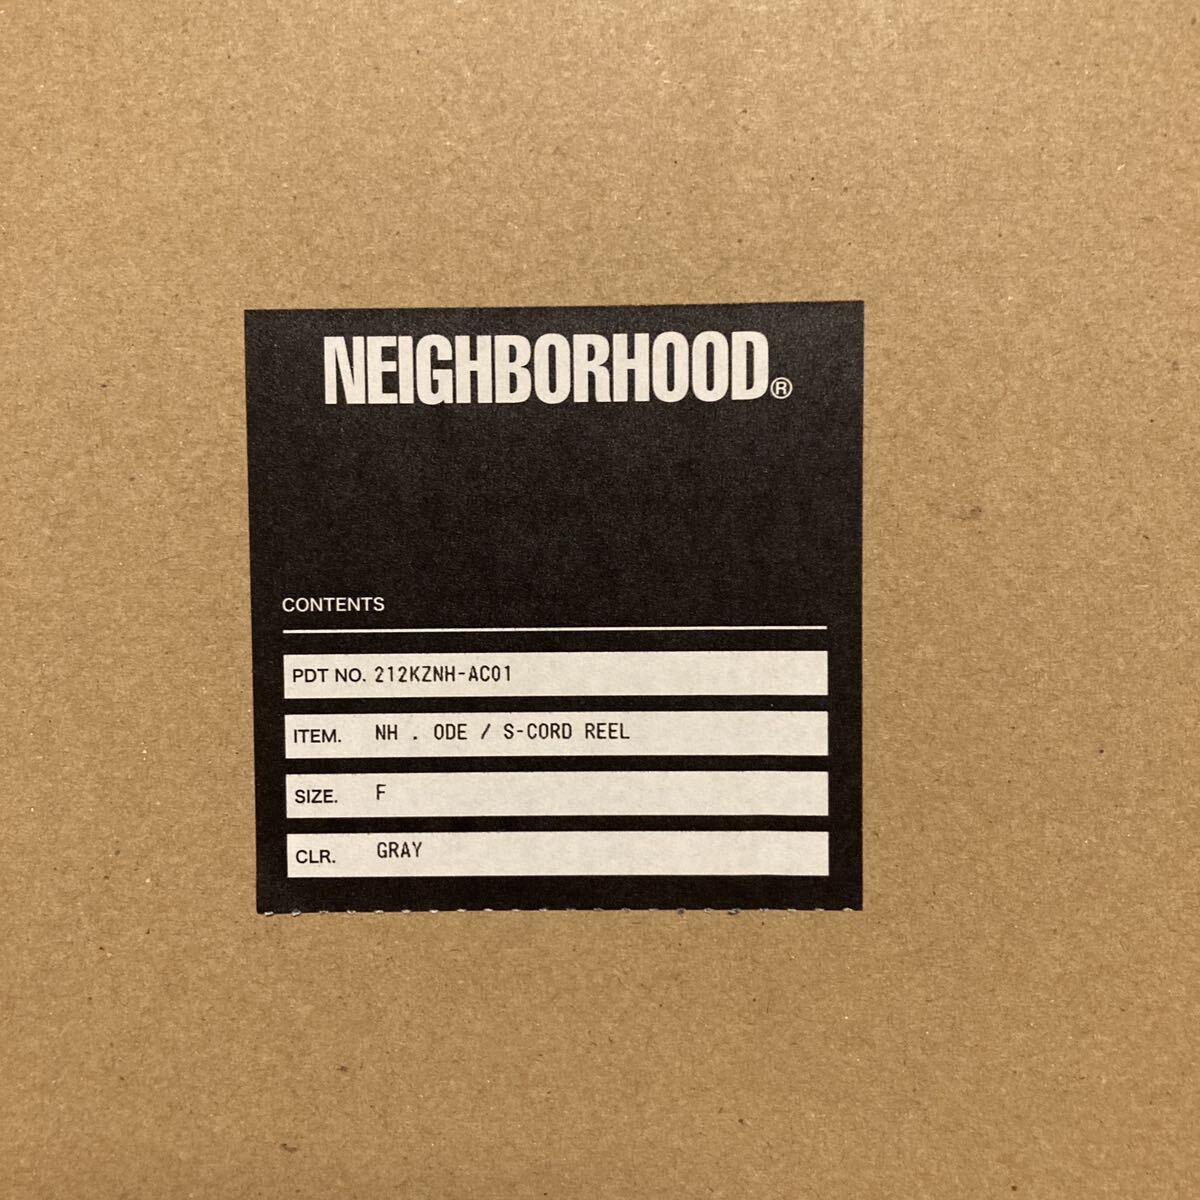 NEIGHBORHOOD®
CONTENTS
PDT NO. 212KZNH-AC01
ITEM. NH . ODE / S-CORD REEL
SIZE. F
CLR. GRAY